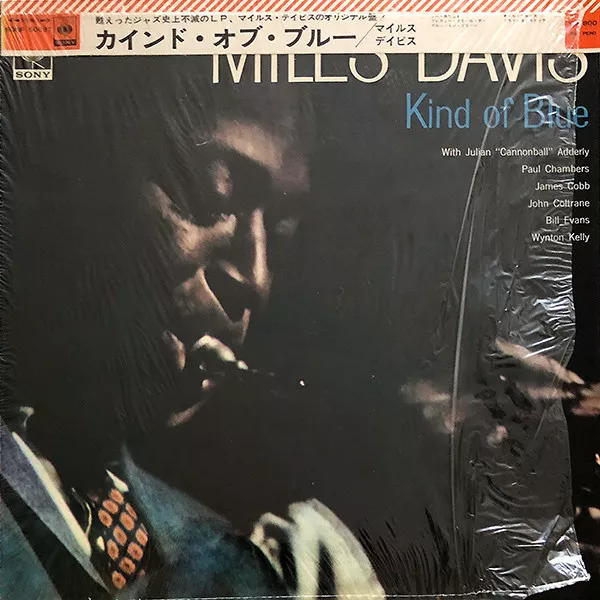 甦えったジャズ史上不滅のLP、マイルス・デイビスのオリジナル盤!
カインド・オブ・ブルー/マイルス
デイビス
SONY
MILES DAVIS
Kind of Blue
With Julian "Cannonball" Adderly
Paul Chambers
James Cobb
John Coltrane
Bill Evans
Wynton Kelly